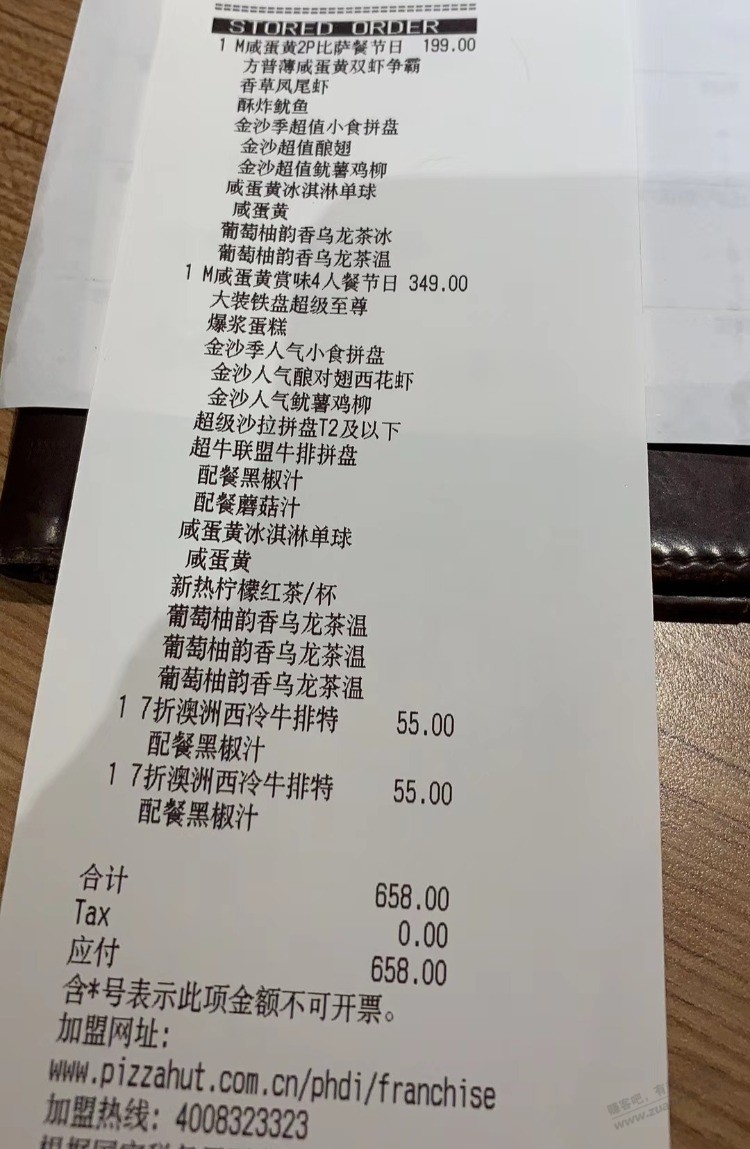 STORED ORDER
1 M咸蛋黄2P比萨餐节日 199.00
方普薄咸蛋黄双虾争霸
香草凤尾虾
酥炸鱿鱼
金沙季超值小食拼盘
金沙超值酿翅
金沙超值鱿薯鸡柳
咸蛋黄冰淇淋单球
咸蛋黄
葡萄柚韵香乌龙茶冰
葡萄柚韵香乌龙茶温
1 M咸蛋黄赏味4人餐节日 349.00
大装铁盘超级至尊
爆浆蛋糕
金沙季人气小食拼盘
金沙人气酿对翅西花虾
金沙人气鱿薯鸡柳
超级沙拉拼盘T2及以下
超牛联盟牛排拼盘
配餐黑椒汁
配餐蘑菇汁
咸蛋黄冰淇淋单球
咸蛋黄
新热柠檬红茶/杯
葡萄柚韵香乌龙茶温
葡萄柚韵香乌龙茶温
葡萄柚韵香乌龙茶温
1 7折澳洲西冷牛排特 55.00
配餐黑椒汁
1 7折澳洲西冷牛排特 55.00
配餐黑椒汁
合计 658.00
Tax 0.00
应付 658.00
含*号表示此项金额不可开票。
加盟网址:
www.pizzahut.com.cn/phdi/franchise
加盟热线: 4008323323
赚客吧，有
www.zua